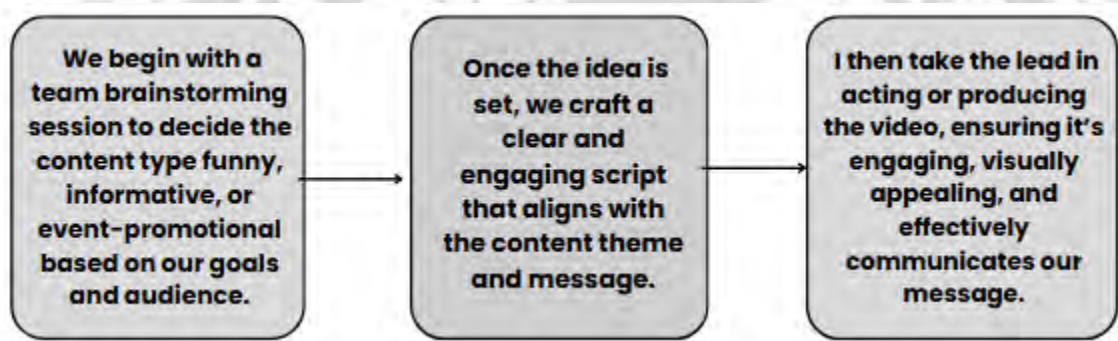 We begin with a
team brainstorming
session to decide the
content type funny,
informative, or
event-promotional
based on our goals
and audience.
Once the idea is
set, we craft a
clear and
engaging script
that aligns with
the content theme
and message.
I then take the lead in
acting or producing
the video, ensuring it's
engaging, visually
appealing, and
effectively
communicates our
message.